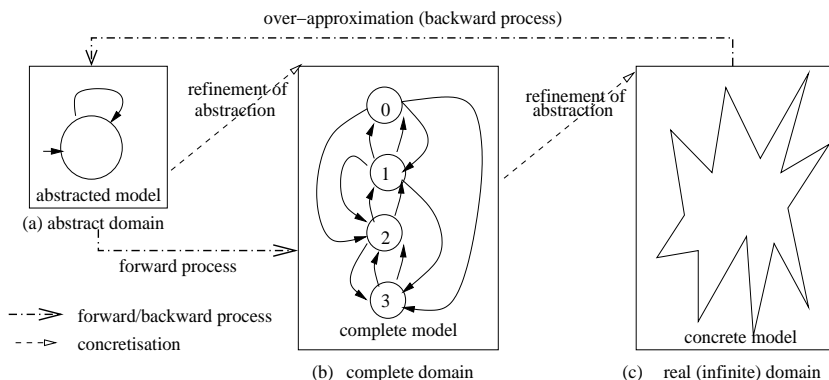 over-approximation (backward process)
refinement of
abstraction
refinement of
abstraction
0
1
2
3
abstracted model
(a) abstract domain
forward process
forward/backward process
concretisation
complete model
concrete model
(b) complete domain
(c) real (infinite) domain